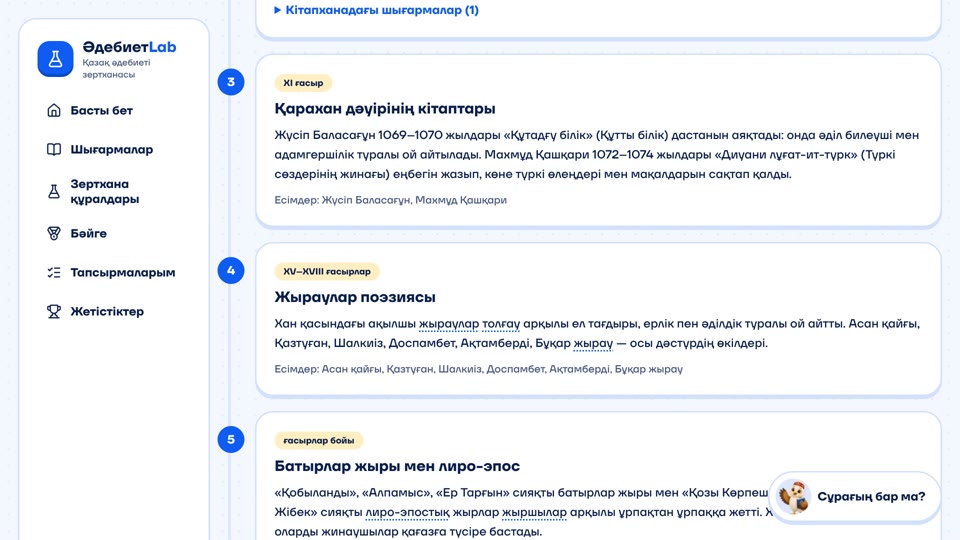 ӘдебиетLab
Қазақ әдебиеті
зертханасы
Басты бет
Шығармалар
Зертхана
құралдары
Бәйге
Тапсырмаларым
Жетістіктер
▸ Кітапханадағы шығармалар (1)
3
XI ғасыр
Қарахан дәуірінің кітаптары
Жүсіп Баласағұн 1069–1070 жылдары «Құтадғу білік» (Құтты білік) дастанын аяқтады: онда әділ билеуші мен
адамгершілік туралы ой айтылады. Махмұд Қашқари 1072–1074 жылдары «Диуани лұғат-ит-түрк» (Түркі
сөздерінің жинағы) еңбегін жазып, көне түркі өлеңдері мен мақалдарын сақтап қалды.
Есімдер: Жүсіп Баласағұн, Махмұд Қашқари
4
XV–XVIII ғасырлар
Жыраулар поэзиясы
Хан қасындағы ақылшы жыраулар толғау арқылы ел тағдыры, ерлік пен әділдік туралы ой айтты. Асан қайғы,
Қазтуған, Шалкиіз, Доспамбет, Ақтамберді, Бұқар жырау — осы дәстүрдің өкілдері.
Есімдер: Асан қайғы, Қазтуған, Шалкиіз, Доспамбет, Ақтамберді, Бұқар жырау
5
ғасырлар бойы
Батырлар жыры мен лиро-эпос
«Қобыланды», «Алпамыс», «Ер Тарғын» сияқты батырлар жыры мен «Қозы Көрпеш
Жібек» сияқты лиро-эпостық жырлар жыршылар арқылы ұрпақтан ұрпаққа жетті.
оларды жинаушылар қағазға түсіре бастады.
Сұрағың бар ма?